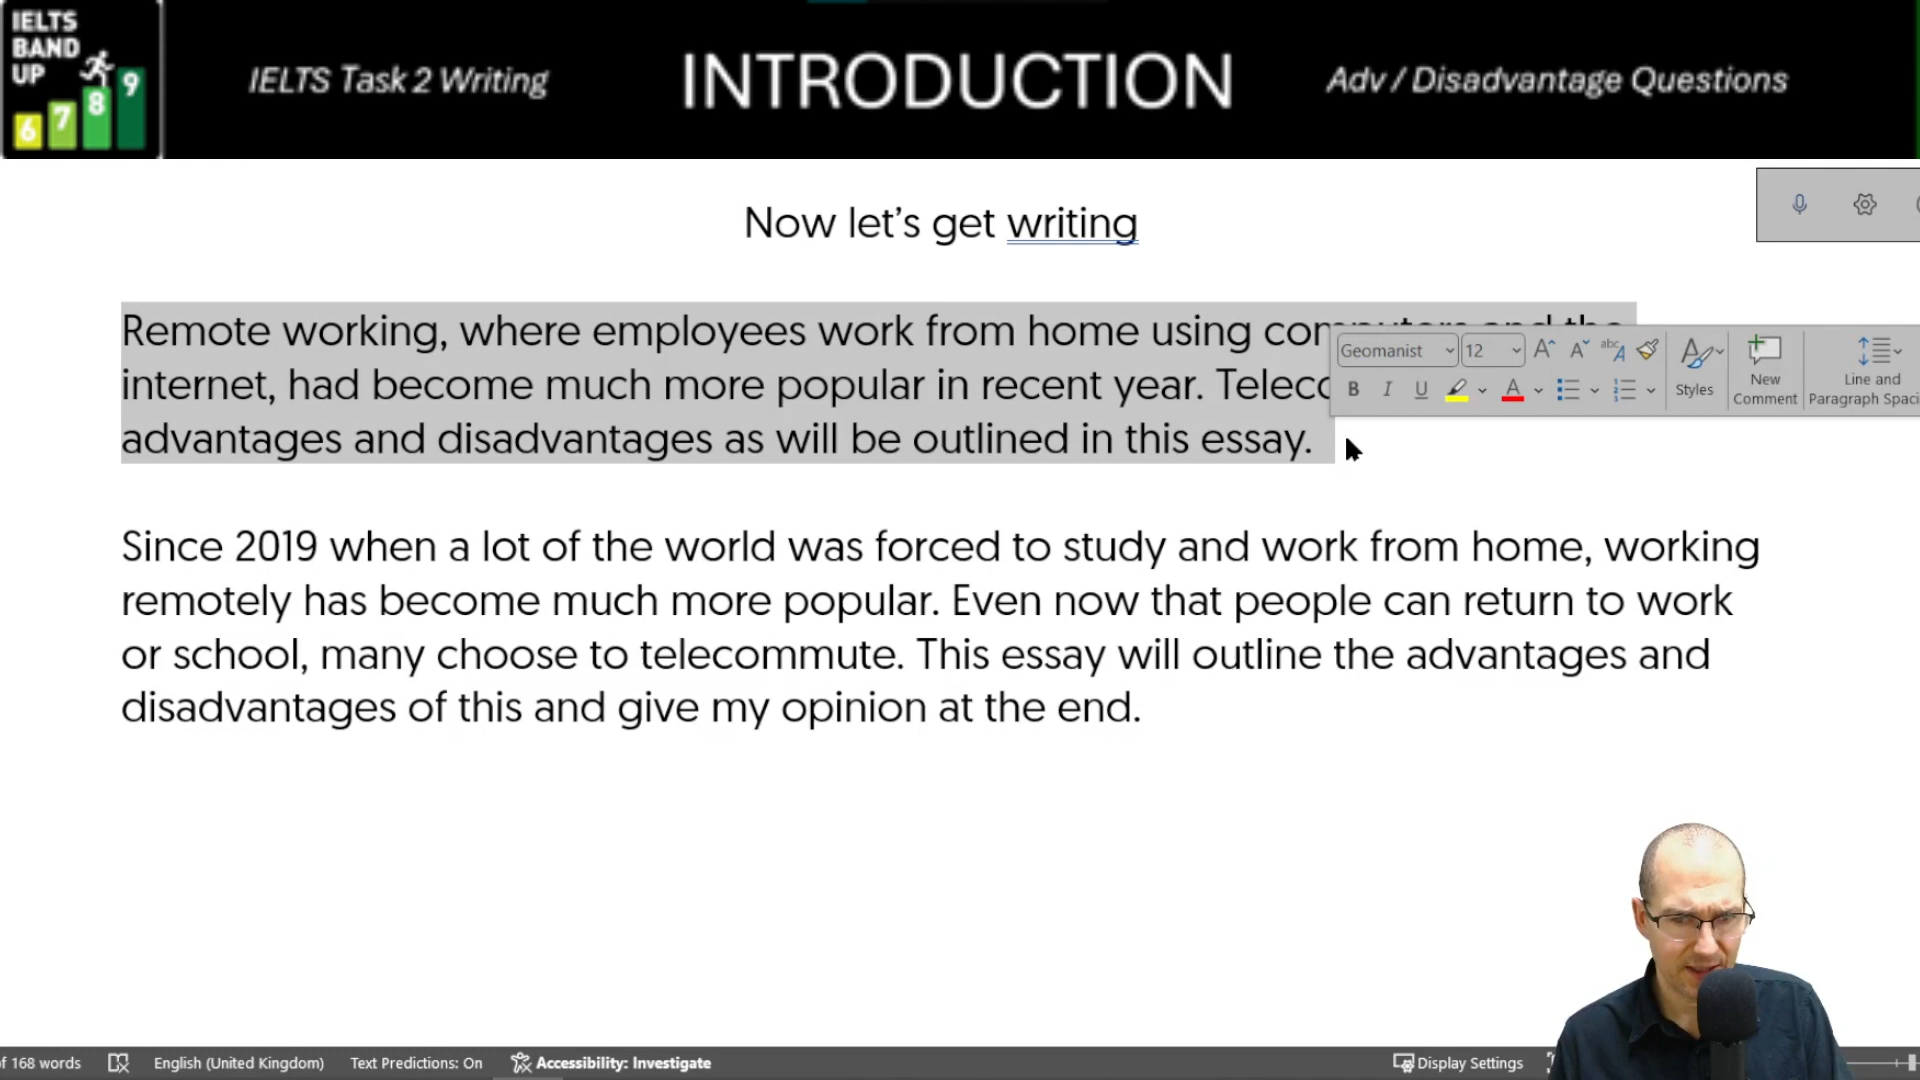 IELTS
BAND
UP
6 7 8 9
IELTS Task 2 Writing
INTRODUCTION
Adv / Disadvantage Questions
Now let's get writing
Remote working, where employees work from home using
internet, had become much more popular in recent year.
advantages and disadvantages as will be outlined in this essay.
Geomanist 12
Styles
New
Comment
Line and
Paragraph
Since 2019 when a lot of the world was forced to study and work from home, working
remotely has become much more popular. Even now that people can return to work
or school, many choose to telecommute. This essay will outline the advantages and
disadvantages of this and give my opinion at the end.
168 words
English (United Kingdom)
Text Predictions: On
Accessibility: Investigate
Display Settings